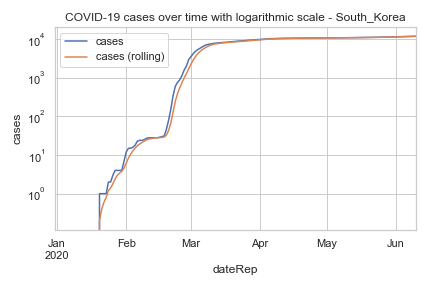 COVID-19 cases over time with logarithmic scale - South_Korea
cases
cases (rolling)
cases
10⁴
10³
10²
10¹
10⁰
Jan
2020
Feb
Mar
Apr
May
Jun
dateRep